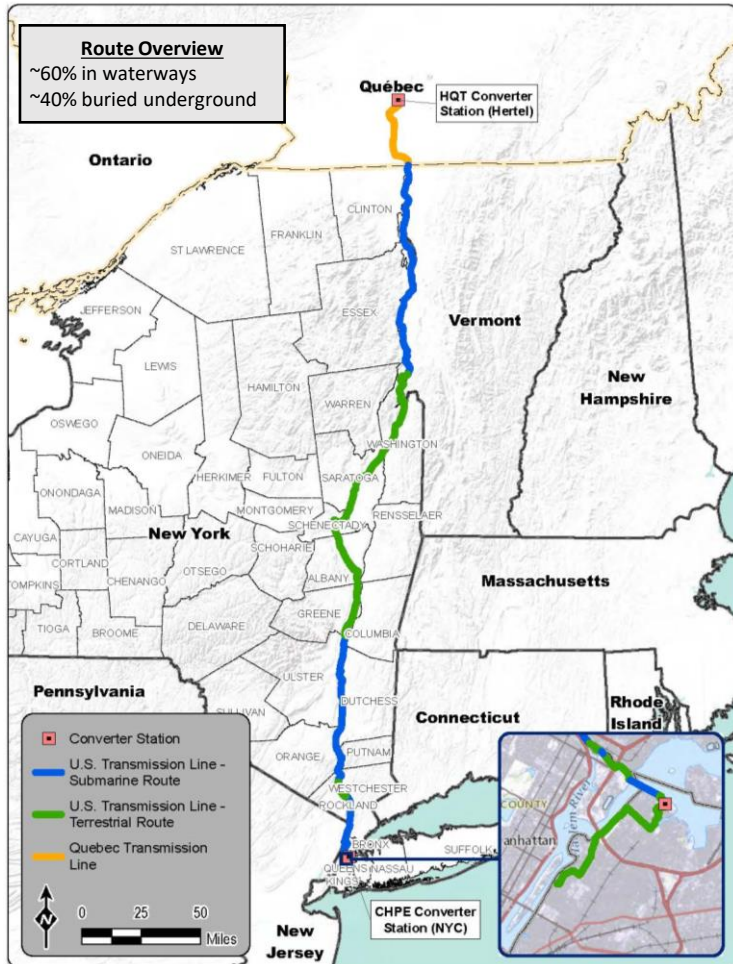 Route Overview
~60% in waterways
~40% buried underground
Québec
HQT Converter
Station (Hertel)
Ontario
CLINTON
FRANKLIN
ST LAWRENCE
ESSEX
JEFFERSON
Vermont
LEWIS
HAMILTON
New
Hampshire
WARREN
OSWEGO
WASHINGTON
ONEIDA
HERKIMER
FULTON
SARATOGA
ONONDAGA
MADISON
MONTGOMERY
RENSSELAER
SCHENECTADY
New York
CAYUGA
SCHOHARIE
CORTLAND
OTSEGO
TOMPKINS
CHENANGO
ALBANY
Massachusetts
GREENE
TIOGA
BROOME
DELAWARE
COLUMBIA
ULSTER
Pennsylvania
DUTCHESS
Connecticut
Rhode
Island
SULLIVAN
ORANGE
PUTNAM
WESTCHESTER
ROCKLAND
BRONX
SUFFOLK
QUEENS
NASSAU
KINGS
New
Jersey
CHPE Converter
Station (NYC)
Converter Station
U.S. Transmission Line -
Submarine Route
U.S. Transmission Line -
Terrestrial Route
Quebec Transmission
Line
N
0 25 50
Miles
COUNTY
anhattan
River